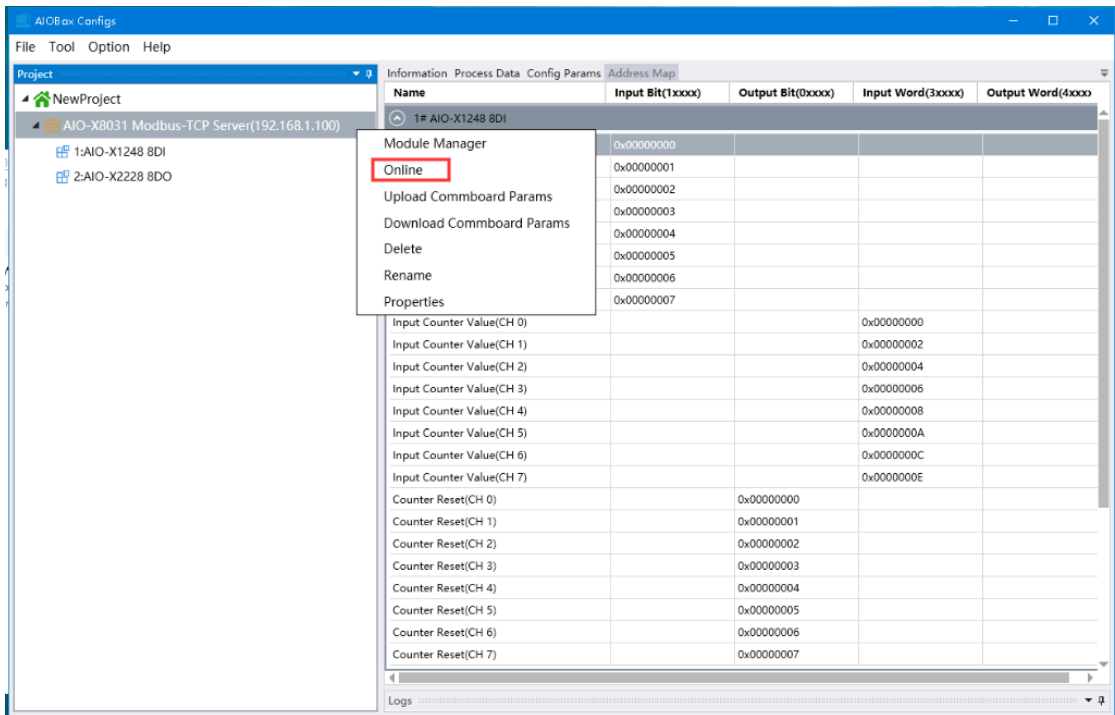 AIOBox Configs
File Tool Option Help
Project
NewProject
AIO-X8031 Modbus-TCP Server(192.168.1.100)
1:AIO-X1248 8DI
2:AIO-X2228 8DO
Module Manager
Online
Upload Commboard Params
Download Commboard Params
Delete
Rename
Properties
Information Process Data Config Params Address Map
Name Input Bit(1xxxx) Output Bit(0xxxx) Input Word(3xxxx) Output Word(4xxxx)
1# AIO-X1248 8DI
0x00000000
0x00000001
0x00000002
0x00000003
0x00000004
0x00000005
0x00000006
0x00000007
Input Counter Value(CH 0) 0x00000000
Input Counter Value(CH 1) 0x00000002
Input Counter Value(CH 2) 0x00000004
Input Counter Value(CH 3) 0x00000006
Input Counter Value(CH 4) 0x00000008
Input Counter Value(CH 5) 0x0000000A
Input Counter Value(CH 6) 0x0000000C
Input Counter Value(CH 7) 0x0000000E
Counter Reset(CH 0) 0x00000000
Counter Reset(CH 1) 0x00000001
Counter Reset(CH 2) 0x00000002
Counter Reset(CH 3) 0x00000003
Counter Reset(CH 4) 0x00000004
Counter Reset(CH 5) 0x00000005
Counter Reset(CH 6) 0x00000006
Counter Reset(CH 7) 0x00000007
Logs